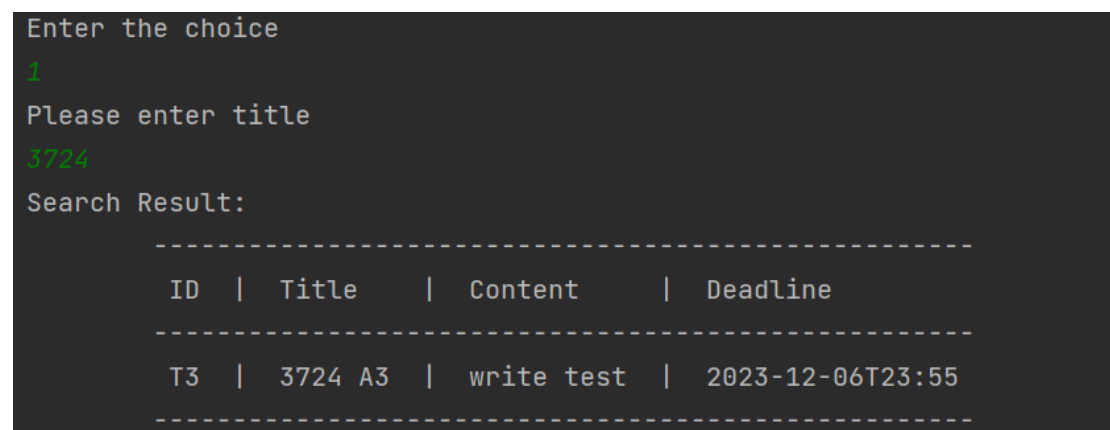 Enter the choice
1
Please enter title
3724
Search Result:
----------------------------------------------------
ID | Title | Content | Deadline
----------------------------------------------------
T3 | 3724 A3 | write test | 2023-12-06T23:55
----------------------------------------------------